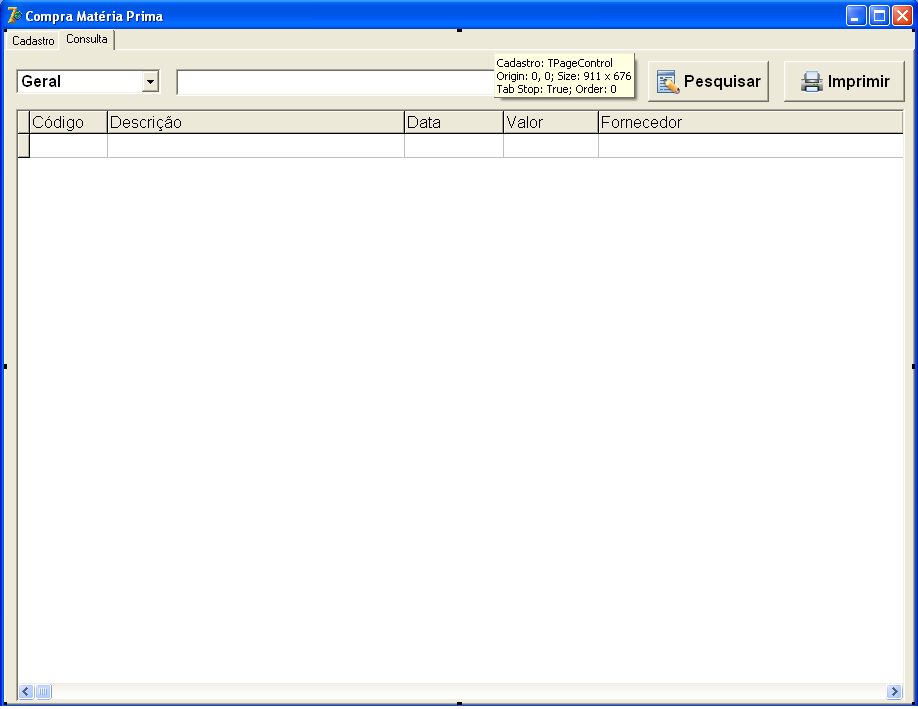 Compra Matéria Prima
Cadastro Consulta
Cadastro: TPageControl
Origin: 0, 0; Size: 911 x 676
Tab Stop: True; Order: 0
Geral
Pesquisar
Imprimir
Código Descrição Data Valor Fornecedor